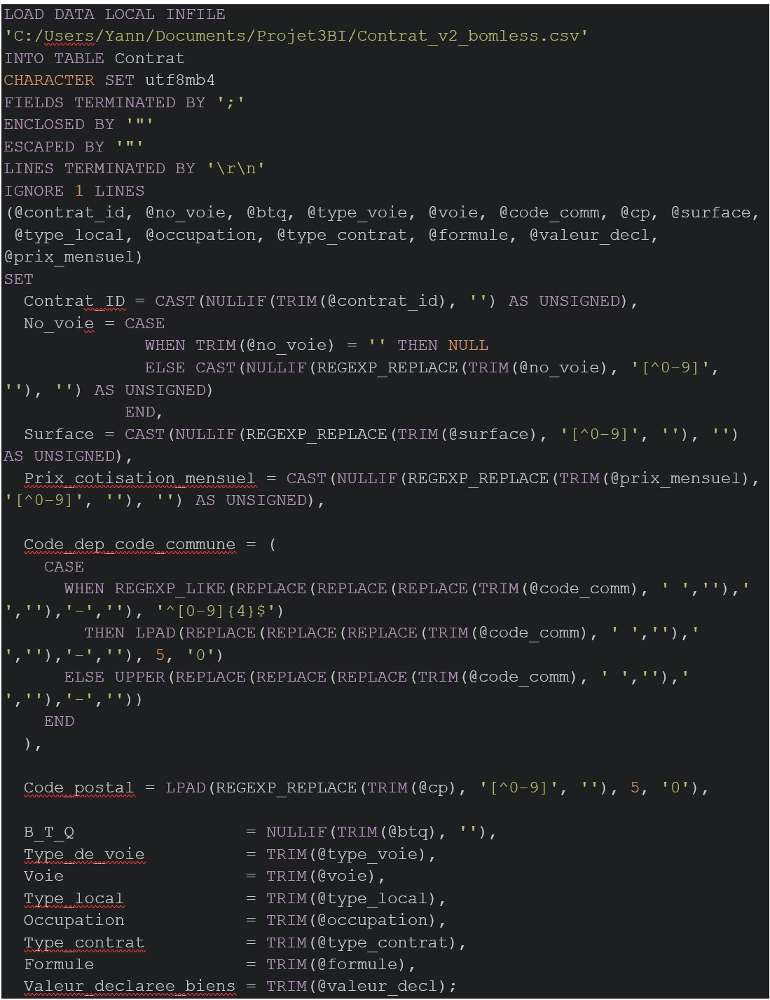 LOAD DATA LOCAL INFILE
'C:/Users/Yann/Documents/Projet3BI/Contrat_v2_bomless.csv'
INTO TABLE Contrat
CHARACTER SET utf8mb4
FIELDS TERMINATED BY ';'
ENCLOSED BY '"'
ESCAPED BY '"'
LINES TERMINATED BY '\r\n'
IGNORE 1 LINES
(@contrat_id, @no_voie, @btq, @type_voie, @voie, @code_comm, @cp, @surface,
 @type_local, @occupation, @type_contrat, @formule, @valeur_decl,
@prix_mensuel)
SET
  Contrat_ID = CAST(NULLIF(TRIM(@contrat_id), '') AS UNSIGNED),
  No_voie = CASE
              WHEN TRIM(@no_voie) = '' THEN NULL
              ELSE CAST(NULLIF(REGEXP_REPLACE(TRIM(@no_voie), '[^0-9]',
''), '') AS UNSIGNED)
            END,
  Surface = CAST(NULLIF(REGEXP_REPLACE(TRIM(@surface), '[^0-9]', ''), '')
AS UNSIGNED),
  Prix_cotisation_mensuel = CAST(NULLIF(REGEXP_REPLACE(TRIM(@prix_mensuel),
'[^0-9]', ''), '') AS UNSIGNED),
  Code_dep_code_commune = (
    CASE
      WHEN REGEXP_LIKE(REPLACE(REPLACE(REPLACE(TRIM(@code_comm), ' ',''),'
',''),'-',''), '^[0-9]{4}$')
        THEN LPAD(REPLACE(REPLACE(REPLACE(TRIM(@code_comm), ' ',''),'
',''),'-',''), 5, '0')
      ELSE UPPER(REPLACE(REPLACE(REPLACE(TRIM(@code_comm), ' ',''),'
',''),'-',''))
    END
  ),
  Code_postal = LPAD(REGEXP_REPLACE(TRIM(@cp), '[^0-9]', ''), 5, '0'),
  B_T_Q                 = NULLIF(TRIM(@btq), ''),
  Type_de_voie          = TRIM(@type_voie),
  Voie                  = TRIM(@voie),
  Type_local            = TRIM(@type_local),
  Occupation            = TRIM(@occupation),
  Type_contrat          = TRIM(@type_contrat),
  Formule               = TRIM(@formule),
  Valeur_declaree_biens = TRIM(@valeur_decl);